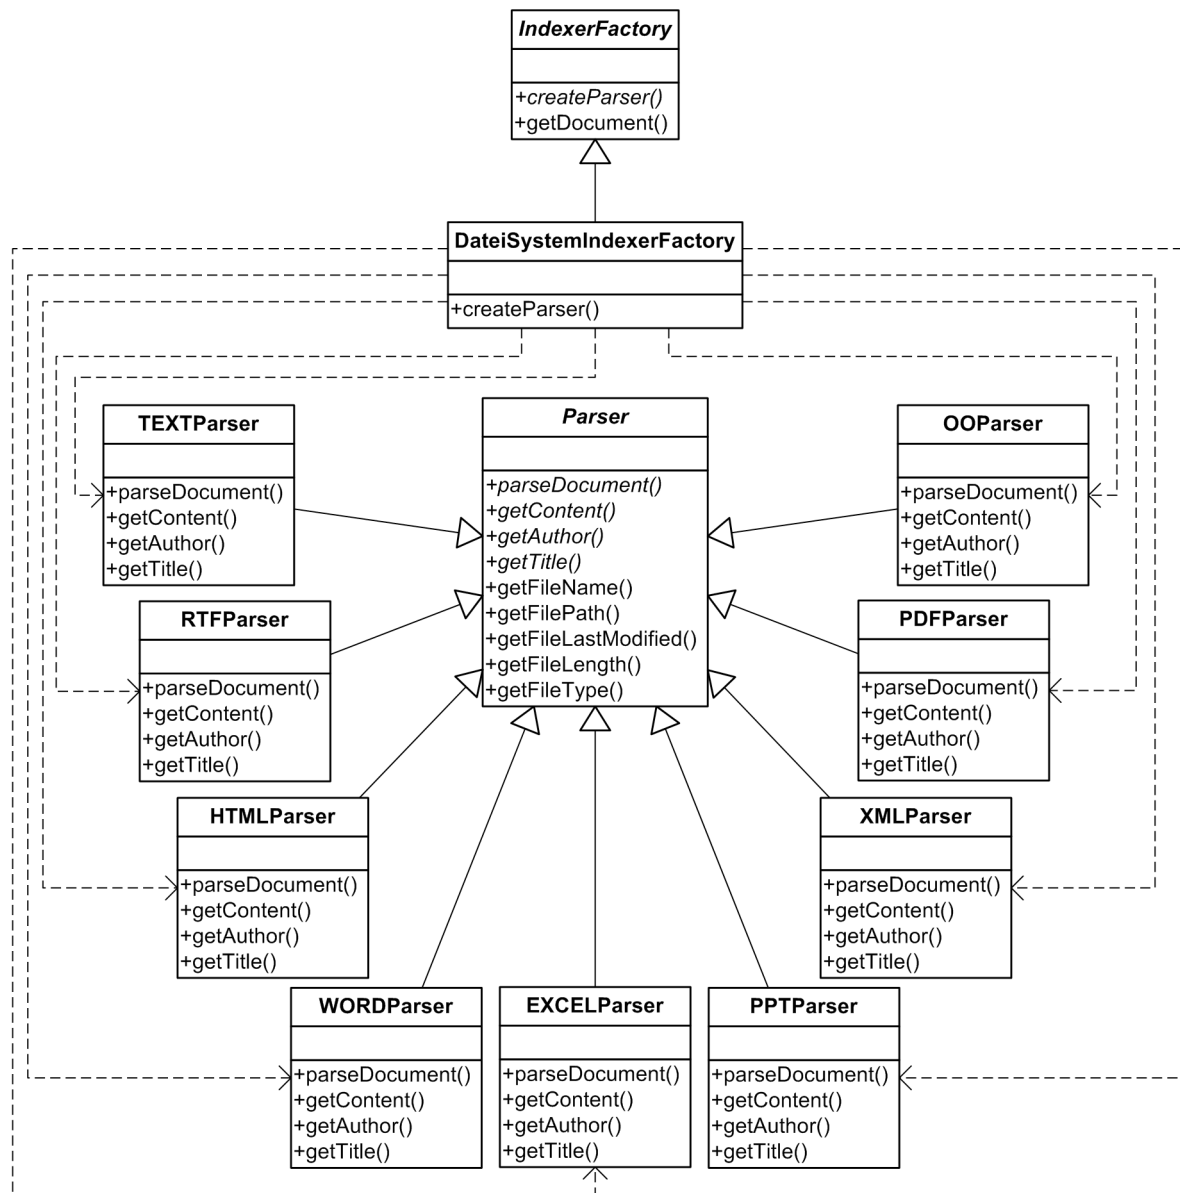 IndexerFactory
+createParser()
+getDocument()
DateiSystemIndexerFactory
+createParser()
TEXTParser
+parseDocument()
+getContent()
+getAuthor()
+getTitle()
Parser
+parseDocument()
+getContent()
+getAuthor()
+getTitle()
+getFileName()
+getFilePath()
+getFileLastModified()
+getFileLength()
+getFileType()
OOParser
+parseDocument()
+getContent()
+getAuthor()
+getTitle()
RTFParser
+parseDocument()
+getContent()
+getAuthor()
+getTitle()
PDFParser
+parseDocument()
+getContent()
+getAuthor()
+getTitle()
HTMLParser
+parseDocument()
+getContent()
+getAuthor()
+getTitle()
XMLParser
+parseDocument()
+getContent()
+getAuthor()
+getTitle()
WORDParser
+parseDocument()
+getContent()
+getAuthor()
+getTitle()
EXCELParser
+parseDocument()
+getContent()
+getAuthor()
+getTitle()
PPTParser
+parseDocument()
+getContent()
+getAuthor()
+getTitle()